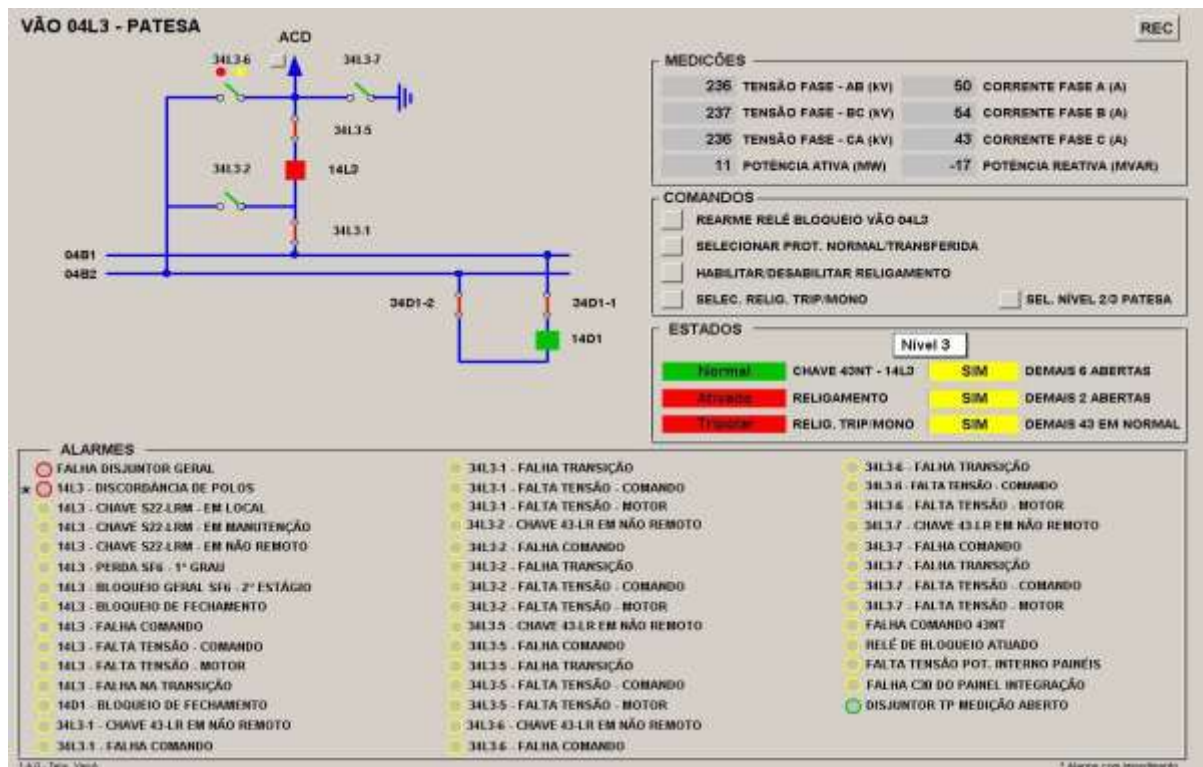 VÃO 04L3 - PATESA
REC
ACD
34L3-6
34L3-7
34L3-5
34L3-2
14L3
34L3-1
04B1
04B2
34D1-2
34D1-1
14D1
MEDICÕES
236 TENSÃO FASE - AB (kV) 50 CORRENTE FASE A (A)
237 TENSÃO FASE - BC (kV) 54 CORRENTE FASE B (A)
236 TENSÃO FASE - CA (kV) 43 CORRENTE FASE C (A)
11 POTÊNCIA ATIVA (MW) -17 POTÊNCIA REATIVA (MVAR)
COMANDOS
REARME RELÉ BLOQUEIO VÃO 04L3
SELECIONAR PROT. NORMAL/TRANSFERIDA
HABILITAR/DESABILITAR RELIGAMENTO
SELEC. RELIG. TRIP/MONO SEL. NÍVEL 2/3 PATESA
ESTADOS
Nível 3
Normal CHAVE 43NT - 14L3 SIM DEMAIS 6 ABERTAS
Ativado RELIGAMENTO SIM DEMAIS 2 ABERTAS
Tripolar RELIG. TRIP/MONO SIM DEMAIS 43 EM NORMAL
ALARMES
FALHA DISJUNTOR GERAL
* 14L3 - DISCORDÂNCIA DE POLOS
14L3 - CHAVE S22-LRM - EM LOCAL
14L3 - CHAVE S22-LRM - EM MANUTENÇÃO
14L3 - CHAVE S22-LRM - EM NÃO REMOTO
14L3 - PERDA SF6 - 1º GRAU
14L3 - BLOQUEIO GERAL SF6 - 2º ESTÁGIO
14L3 - BLOQUEIO DE FECHAMENTO
14L3 - FALHA COMANDO
14L3 - FALTA TENSÃO - COMANDO
14L3 - FALTA TENSÃO - MOTOR
14L3 - FALHA NA TRANSIÇÃO
14D1 - BLOQUEIO DE FECHAMENTO
34L3-1 - CHAVE 43-LR EM NÃO REMOTO
34L3-1 - FALHA COMANDO
34L3-1 - FALHA TRANSIÇÃO
34L3-1 - FALTA TENSÃO - COMANDO
34L3-1 - FALTA TENSÃO - MOTOR
34L3-2 - CHAVE 43-LR EM NÃO REMOTO
34L3-2 - FALHA COMANDO
34L3-2 - FALHA TRANSIÇÃO
34L3-2 - FALTA TENSÃO - COMANDO
34L3-2 - FALTA TENSÃO - MOTOR
34L3-5 - CHAVE 43-LR EM NÃO REMOTO
34L3-5 - FALHA COMANDO
34L3-5 - FALHA TRANSIÇÃO
34L3-5 - FALTA TENSÃO - COMANDO
34L3-5 - FALTA TENSÃO - MOTOR
34L3-6 - CHAVE 43-LR EM NÃO REMOTO
34L3-6 - FALHA COMANDO
34L3-6 - FALHA TRANSIÇÃO
34L3-6 - FALTA TENSÃO - COMANDO
34L3-6 - FALTA TENSÃO - MOTOR
34L3-7 - CHAVE 43-LR EM NÃO REMOTO
34L3-7 - FALHA COMANDO
34L3-7 - FALHA TRANSIÇÃO
34L3-7 - FALTA TENSÃO - COMANDO
34L3-7 - FALTA TENSÃO - MOTOR
FALHA COMANDO 43NT
RELÉ DE BLOQUEIO ATUADO
FALTA TENSÃO POT. INTERNO PAINÉIS
FALHA C30 DO PAINEL INTEGRAÇÃO
DISJUNTOR TP MEDIÇÃO ABERTO
* Alarme com impedimento